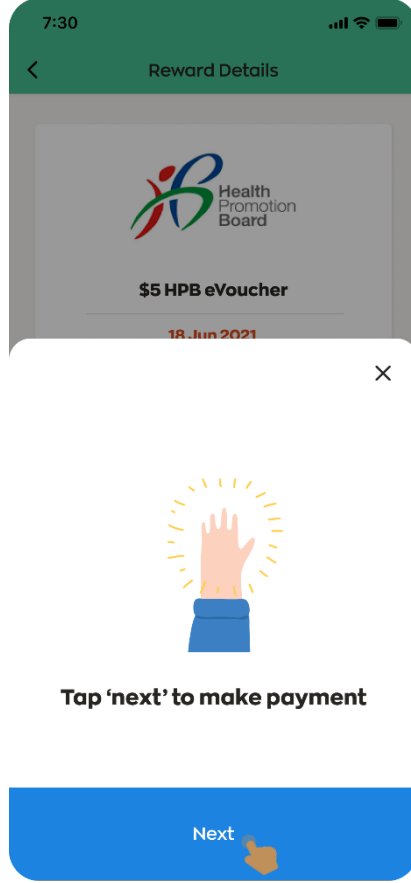 7:30
Reward Details
Health
Promotion
Board
$5 HPB eVoucher
18 Jun 2021
Tap ‘next’ to make payment
Next